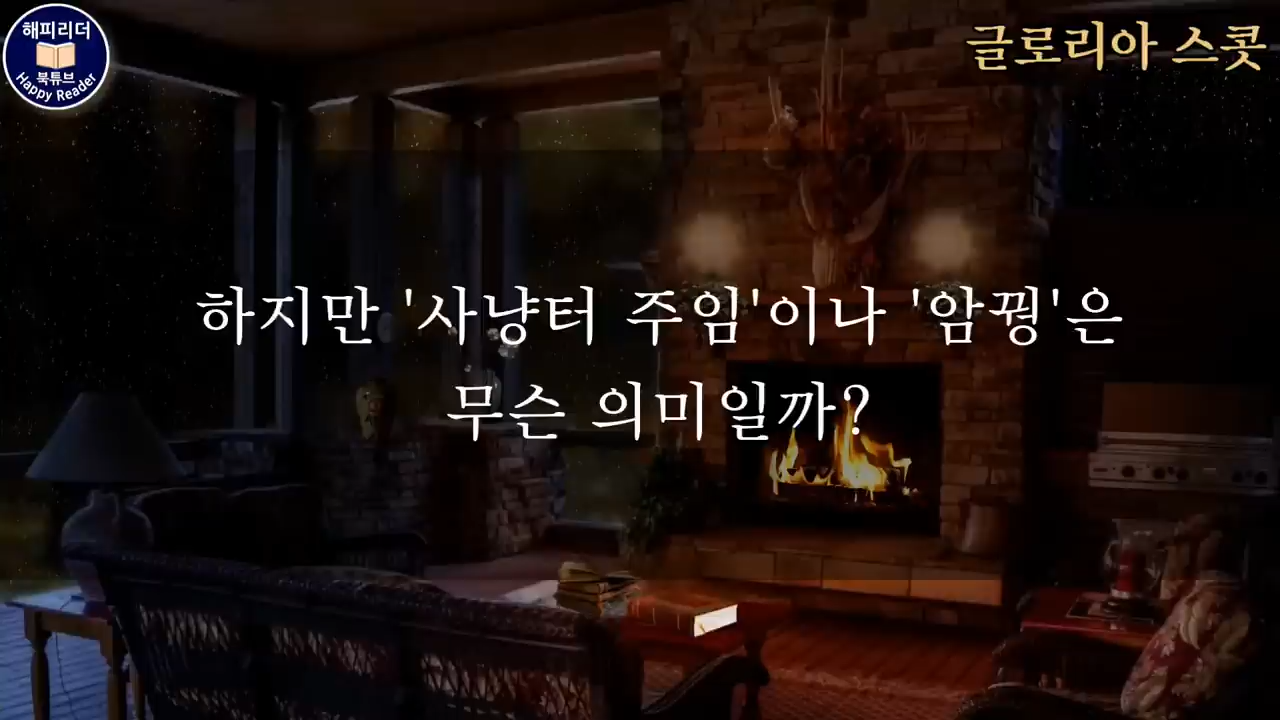 해피리더
북튜브
Happy Reader
글로리아 스콧
하지만 '사냥터 주임'이나 '암꿩'은
무슨 의미일까?